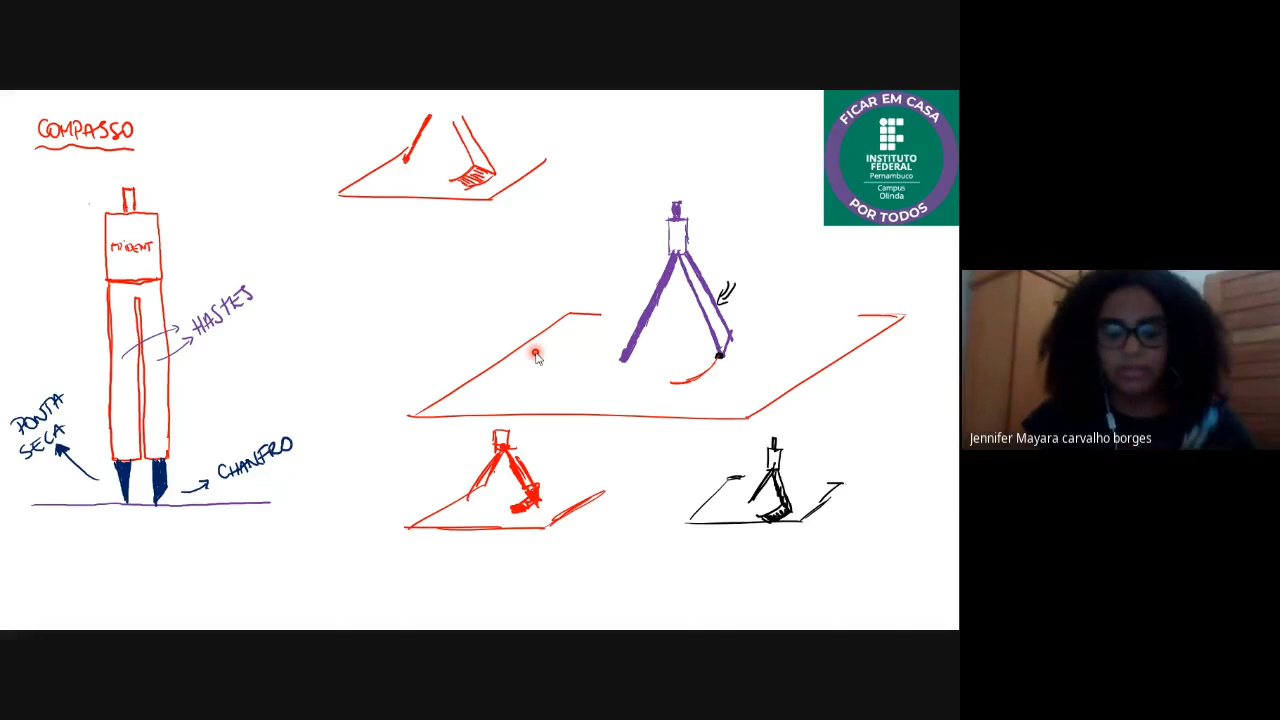 COMPASSO
TRIDENT
HASTES
PONTA
SECA
CHANFRO
FICAR EM CASA
INSTITUTO
FEDERAL
Pernambuco
Campus
Olinda
POR TODOS
Jennifer Mayara carvalho borges